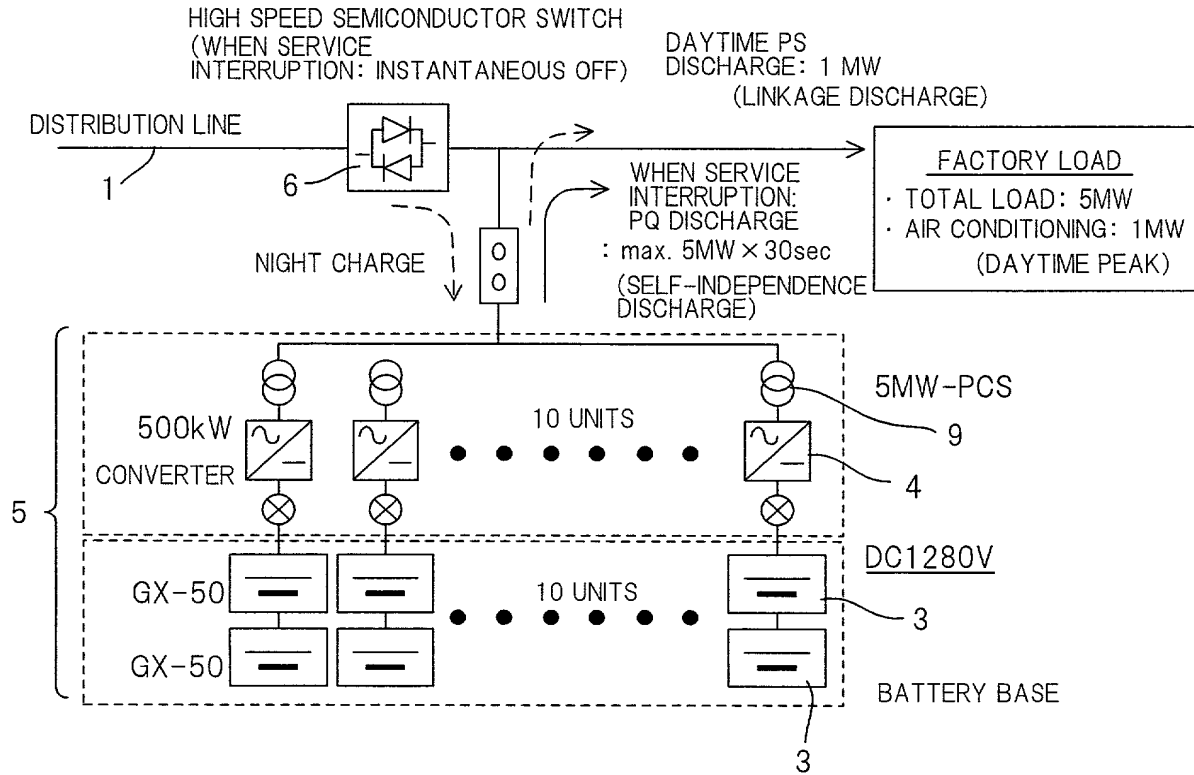 HIGH SPEED SEMICONDUCTOR SWITCH
(WHEN SERVICE
INTERRUPTION: INSTANTANEOUS OFF)
DAYTIME PS
DISCHARGE: 1 MW
(LINKAGE DISCHARGE)
DISTRIBUTION LINE
1
6
FACTORY LOAD
· TOTAL LOAD: 5MW
· AIR CONDITIONING: 1MW
(DAYTIME PEAK)
WHEN SERVICE
INTERRUPTION:
PQ DISCHARGE
: max. 5MW×30sec
(SELF-INDEPENDENCE
DISCHARGE)
NIGHT CHARGE
5MW-PCS
9
500kW
CONVERTER
10 UNITS
4
5
DC1280V
GX-50
10 UNITS
3
GX-50
BATTERY BASE
3